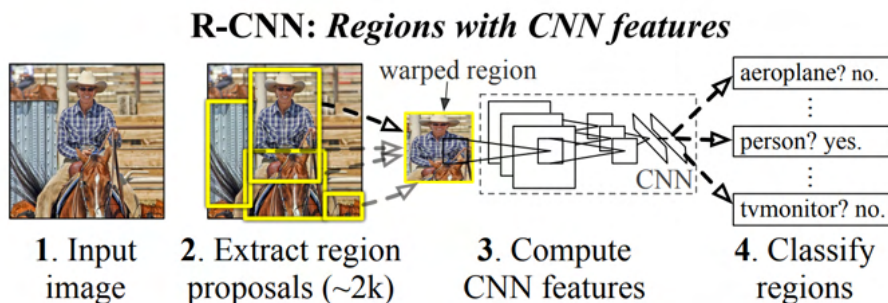 R-CNN: Regions with CNN features
warped region
aeroplane? no.
⋮
person? yes.
⋮
tvmonitor? no.
CNN
1. Input
image
2. Extract region
proposals (~2k)
3. Compute
CNN features
4. Classify
regions